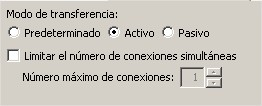 Modo de transferencia:
Predeterminado Activo Pasivo
Limitar el número de conexiones simultáneas
Número máximo de conexiones: 1